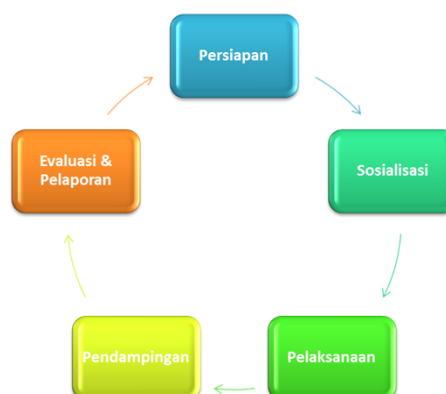 Persiapan
Sosialisasi
Pelaksanaan
Pendampingan
Evaluasi &
Pelaporan